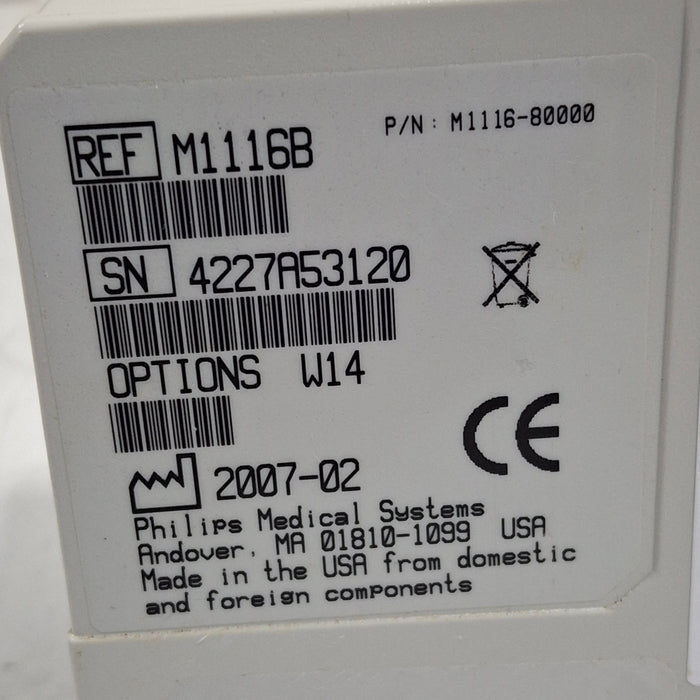 REF M1116B P/N: M1116-80000
SN 4227A53120
OPTIONS W14
CE
2007-02
Philips Medical Systems
Andover, MA 01810-1099 USA
Made in the USA from domestic
and foreign components